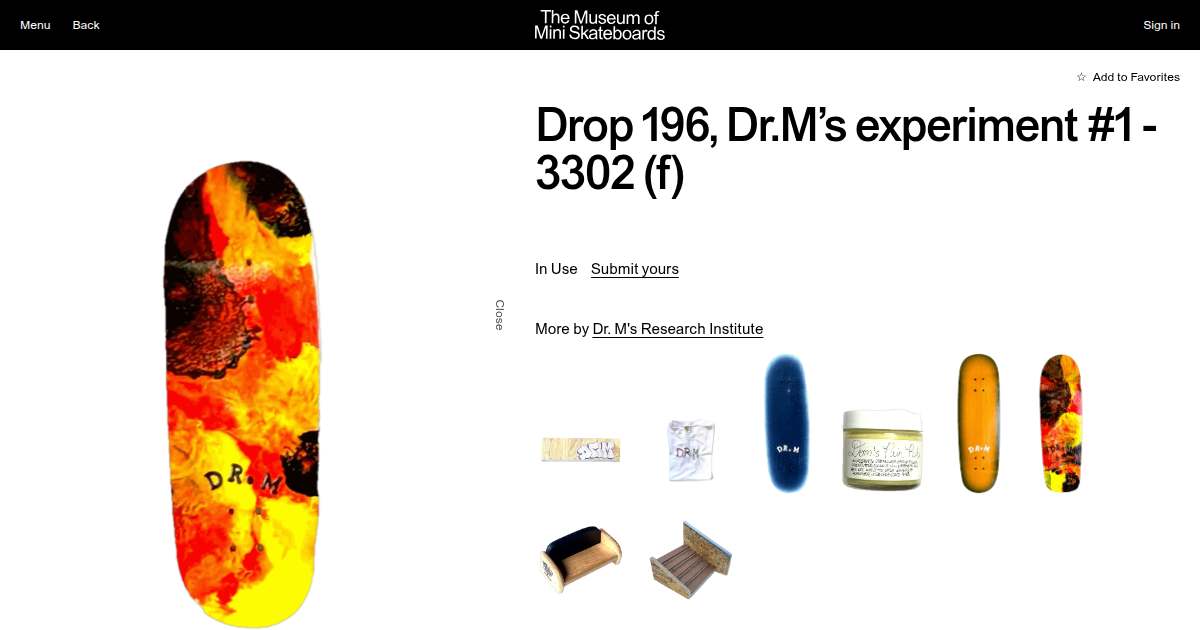 Menu
Back
The Museum of
Mini Skateboards
Sign in
☆ Add to Favorites
Drop 196, Dr.M’s experiment #1 -
3302 (f)
In Use
Submit yours
Close
More by Dr. M's Research Institute
DR.M
DR.M
DR.M
DR.M